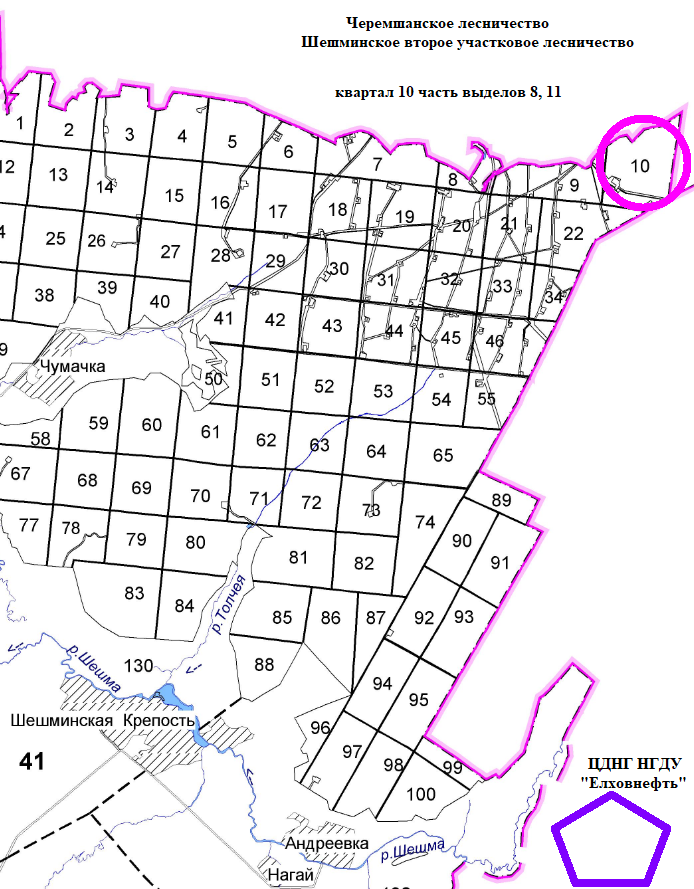 Черемшанское лесничество
Шешминское второе участковое лесничество
квартал 10 часть выделов 8, 11
1 2 3 4 5 6 7 8 9 10
12 13 14 15 16 17 18 19 20 21 22
4 25 26 27 28 29 30 31 32 33 34
38 39 40 41 42 43 44 45 46
9 Чумачка 50 51 52 53 54 55
58 59 60 61 62 63 64 65
67 68 69 70 71 72 73 74 89
77 78 79 80 81 82 90 91
83 84 р.Толчея 85 86 87 92 93
р.Шешма 130 88 94 95
Шешминская Крепость 96 97 98 99
41 100
ЦДНГ НГДУ
"Елховнефть"
Андреевка р.Шешма
Нагай